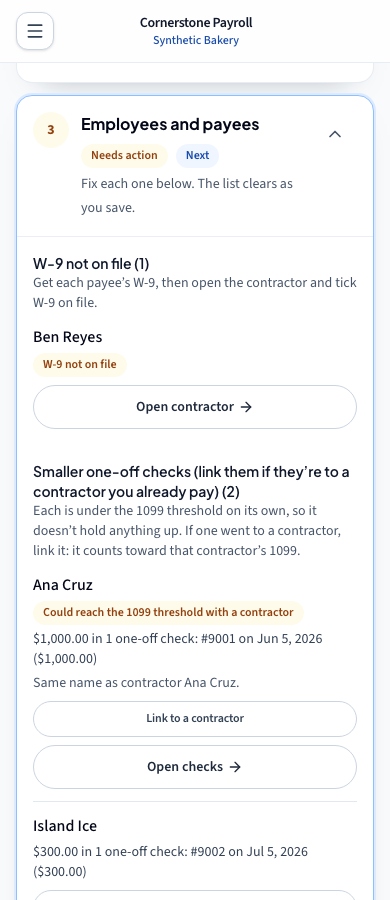 Cornerstone Payroll
Synthetic Bakery
3
Employees and payees
Needs action
Next
Fix each one below. The list clears as
you save.
W-9 not on file (1)
Get each payee's W-9, then open the contractor and tick
W-9 on file.
Ben Reyes
W-9 not on file
Open contractor →
Smaller one-off checks (link them if they're to a
contractor you already pay) (2)
Each is under the 1099 threshold on its own, so it
doesn't hold anything up. If one went to a contractor,
link it: it counts toward that contractor's 1099.
Ana Cruz
Could reach the 1099 threshold with a contractor
$1,000.00 in 1 one-off check: #9001 on Jun 5, 2026
($1,000.00)
Same name as contractor Ana Cruz.
Link to a contractor
Open checks →
Island Ice
$300.00 in 1 one-off check: #9002 on Jul 5, 2026
($300.00)